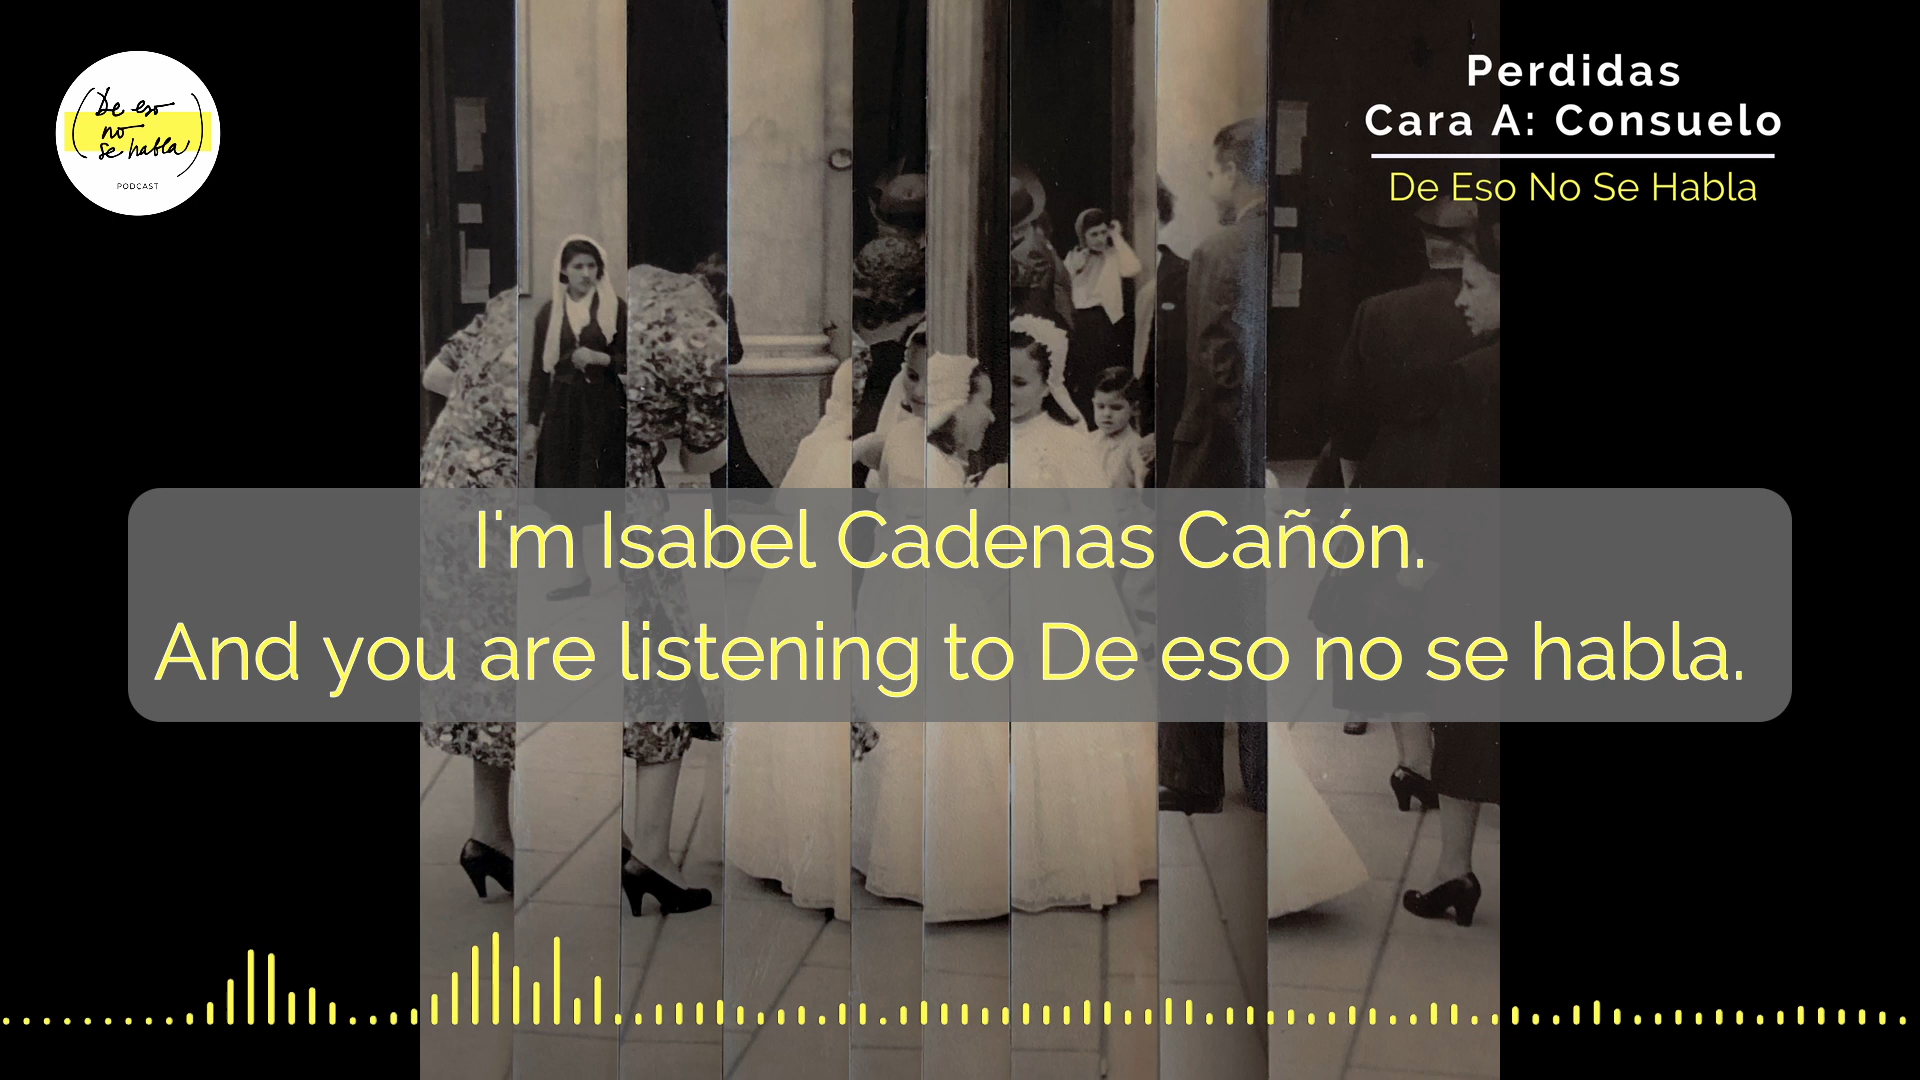 De eso
no
se habla
PODCAST
Perdidas
Cara A: Consuelo
De Eso No Se Habla
I'm Isabel Cadenas Cañón.
And you are listening to De eso no se habla.